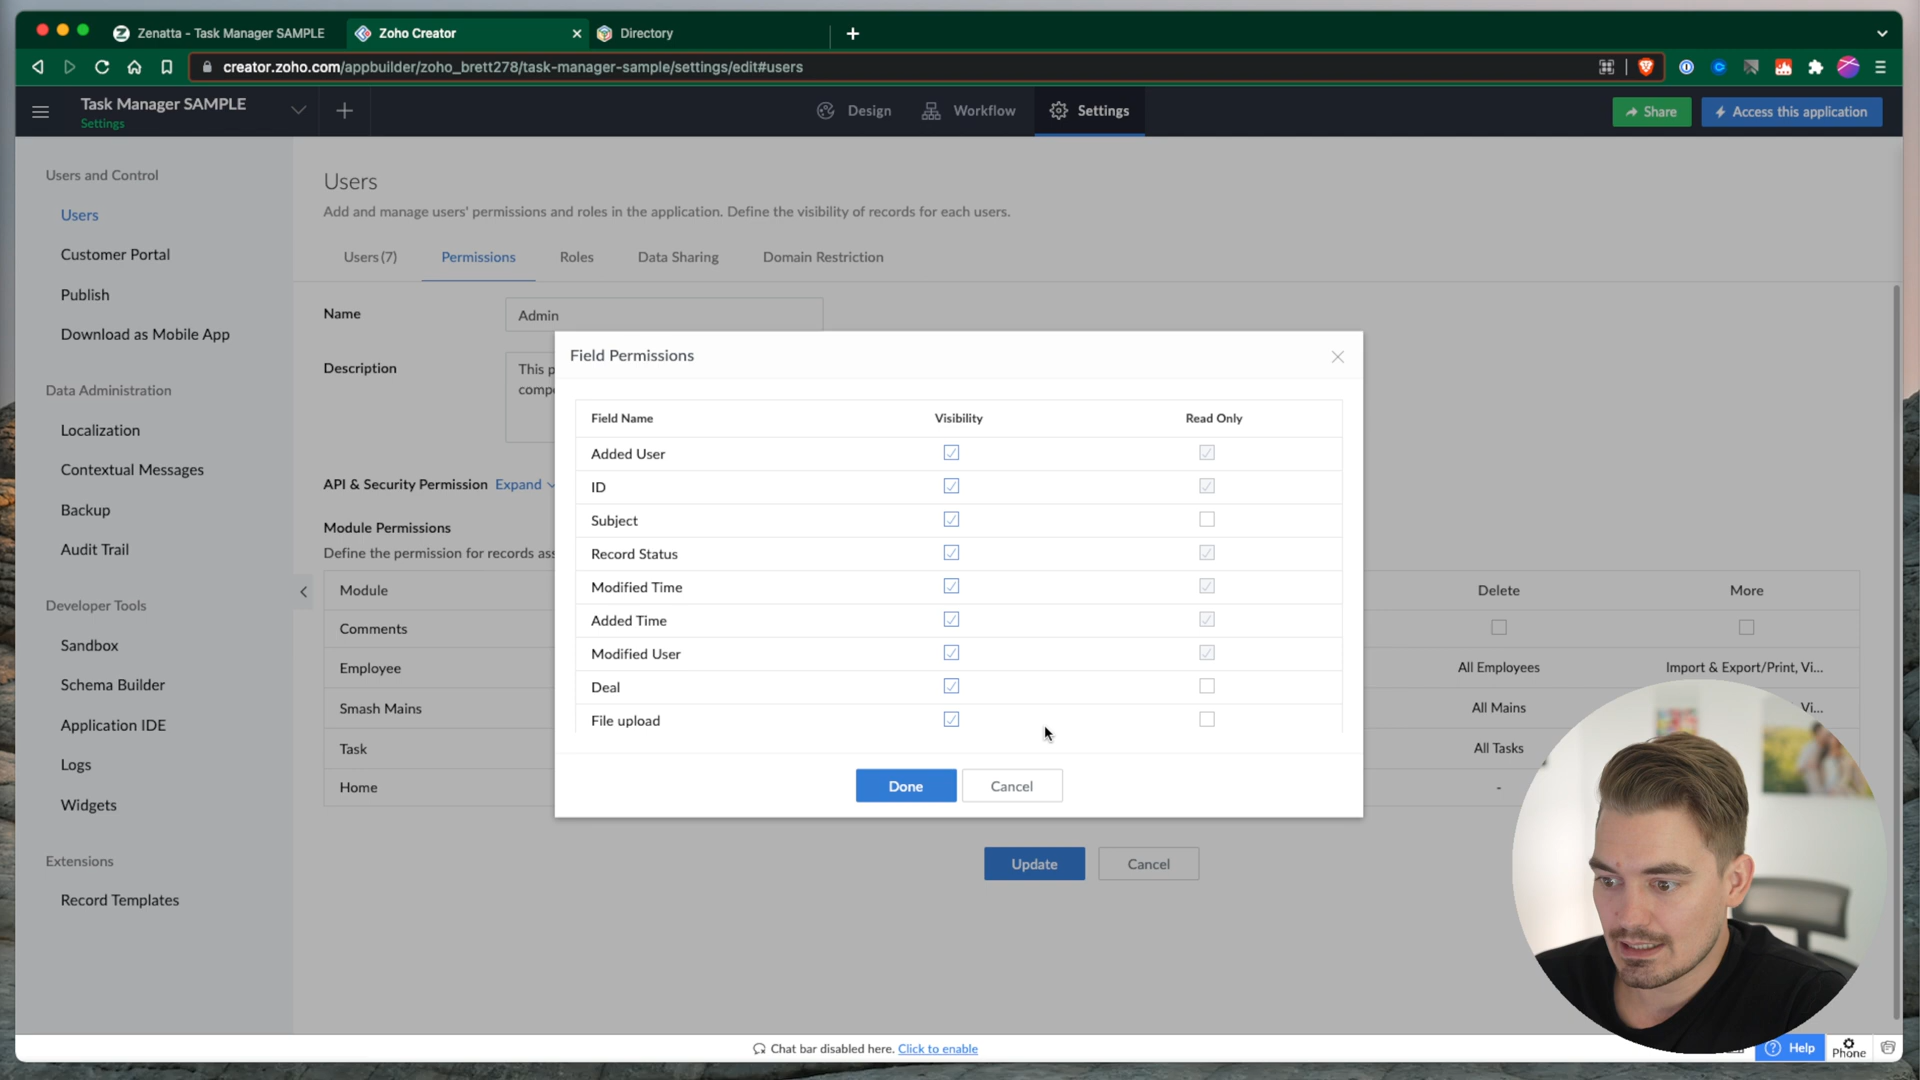 Zenatta - Task Manager SAMPLE
Zoho Creator
Directory
creator.zoho.com/appbuilder/zoho_brett278/task-manager-sample/settings/edit#users
Task Manager SAMPLE
Settings
Design
Workflow
Settings
Share
Access this application
Users and Control
Users
Customer Portal
Publish
Download as Mobile App
Data Administration
Localization
Contextual Messages
Backup
Audit Trail
Developer Tools
Sandbox
Schema Builder
Application IDE
Logs
Widgets
Extensions
Record Templates
Users
Add and manage users' permissions and roles in the application. Define the visibility of records for each users.
Users (7)
Permissions
Roles
Data Sharing
Domain Restriction
Name
Admin
Description
This p
compo
API & Security Permission Expand
Module Permissions
Define the permission for records ass
Module
Delete
More
Comments
Employee
All Employees
Import & Export/Print, Vi...
Smash Mains
All Mains
Vi...
Task
All Tasks
Home
-
Field Permissions
Field Name
Visibility
Read Only
Added User
ID
Subject
Record Status
Modified Time
Added Time
Modified User
Deal
File upload
Done
Cancel
Update
Cancel
Chat bar disabled here. Click to enable
Help
Phone